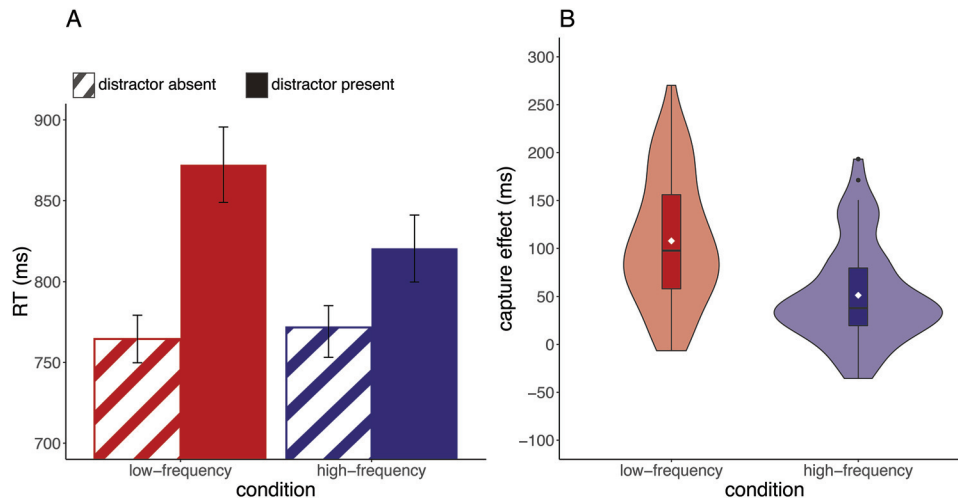 A
distractor absent
distractor present
900
850
800
750
700
RT (ms)
low−frequency
high−frequency
condition
B
300
250
200
150
100
50
0
−50
−100
capture effect (ms)
low−frequency
high−frequency
condition